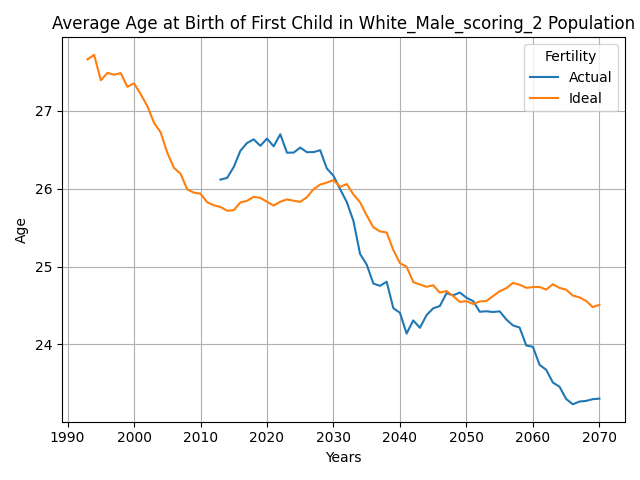 Average Age at Birth of First Child in White_Male_scoring_2 Population
Fertility
Actual
Ideal
27
26
25
24
Age
1990
2000
2010
2020
2030
2040
2050
2060
2070
Years